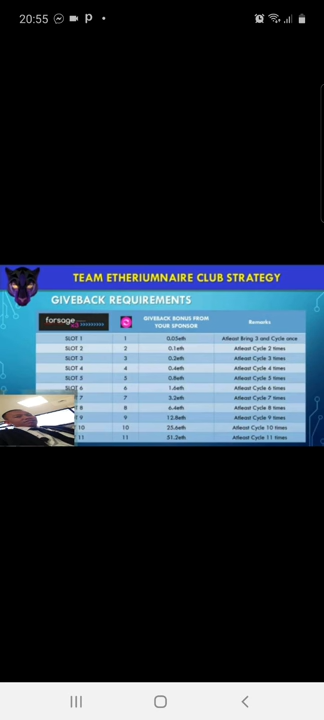 20:55
TEAM ETHERIUMNAIRE CLUB STRATEGY
GIVEBACK REQUIREMENTS
forsage GIVEBACK BONUS FROM YOUR SPONSOR Remarks
SLOT 1 1 0.05eth Atleast Bring 3 and Cycle once
SLOT 2 2 0.1eth Atleast Cycle 2 times
SLOT 3 3 0.2eth Atleast Cycle 3 times
SLOT 4 4 0.4eth Atleast Cycle 4 times
SLOT 5 5 0.8eth Atleast Cycle 5 times
SLOT 6 6 1.6eth Atleast Cycle 6 times
7 7 3.2eth Atleast Cycle 7 times
8 8 6.4eth Atleast Cycle 8 times
9 9 12.8eth Atleast Cycle 9 times
10 10 25.6eth Atleast Cycle 10 times
11 11 51.2eth Atleast Cycle 11 times